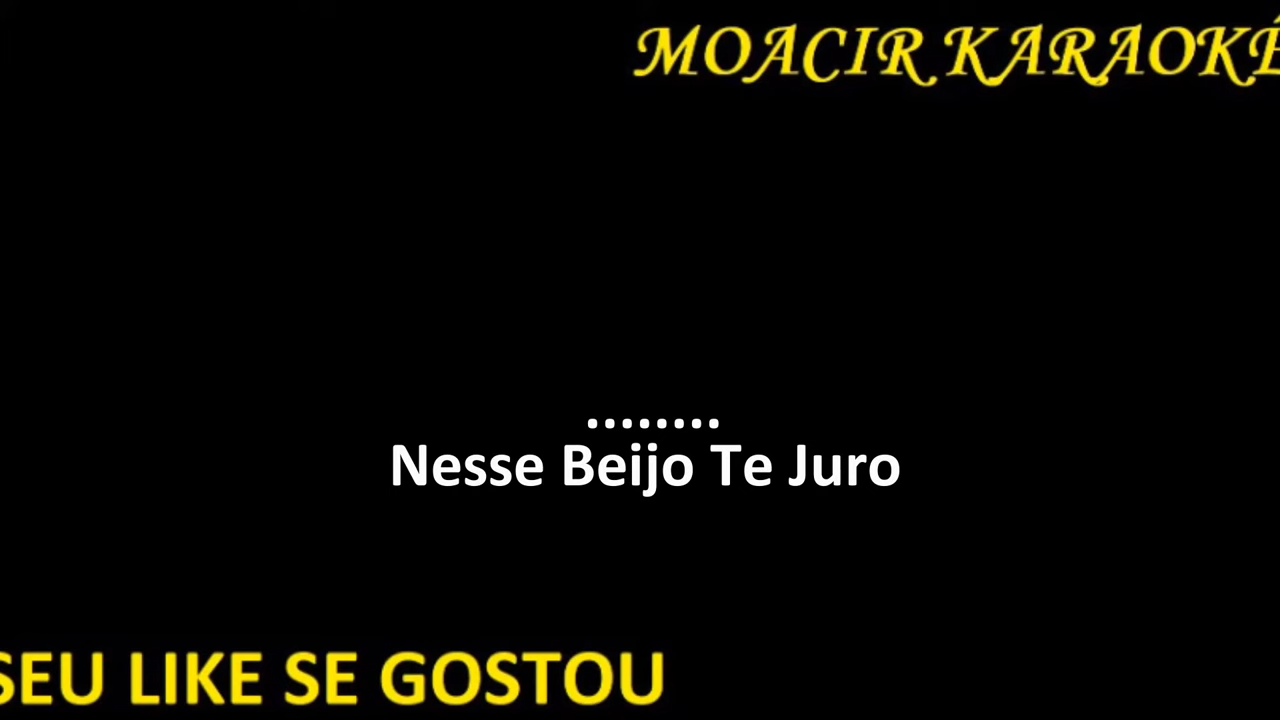 MOACIR KARAOKÊ
........
Nesse Beijo Te Juro
SEU LIKE SE GOSTOU